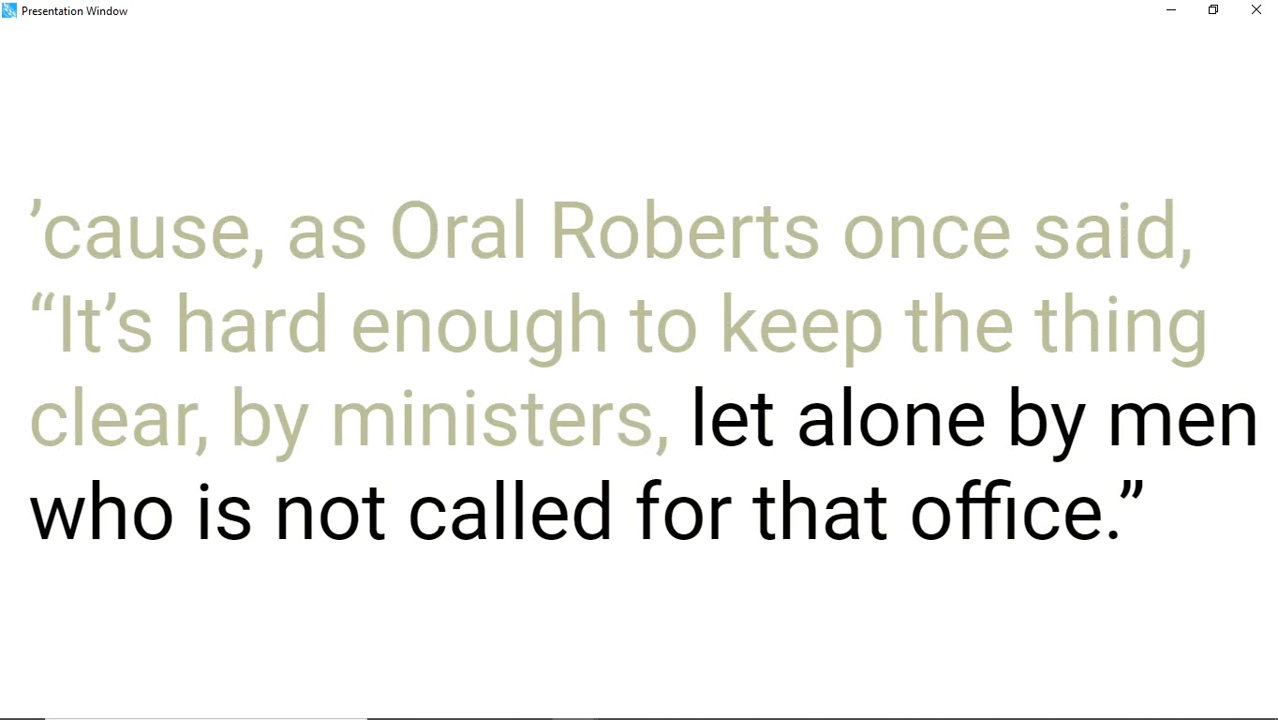 Presentation Window
’cause, as Oral Roberts once said,
“It’s hard enough to keep the thing
clear, by ministers, let alone by men
who is not called for that office.”